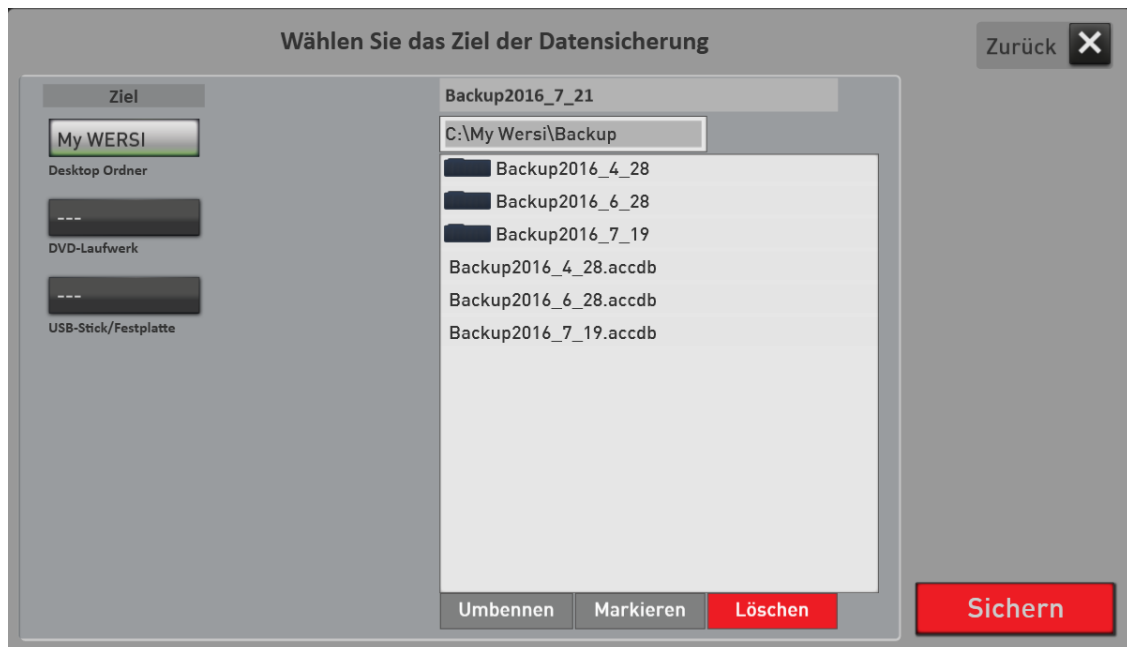 Wählen Sie das Ziel der Datensicherung
Zurück
Ziel
My WERSI
Desktop Ordner
---
DVD-Laufwerk
---
USB-Stick/Festplatte
Backup2016_7_21
C:\My Wersi\Backup
Backup2016_4_28
Backup2016_6_28
Backup2016_7_19
Backup2016_4_28.accdb
Backup2016_6_28.accdb
Backup2016_7_19.accdb
Umbennen Markieren Löschen
Sichern